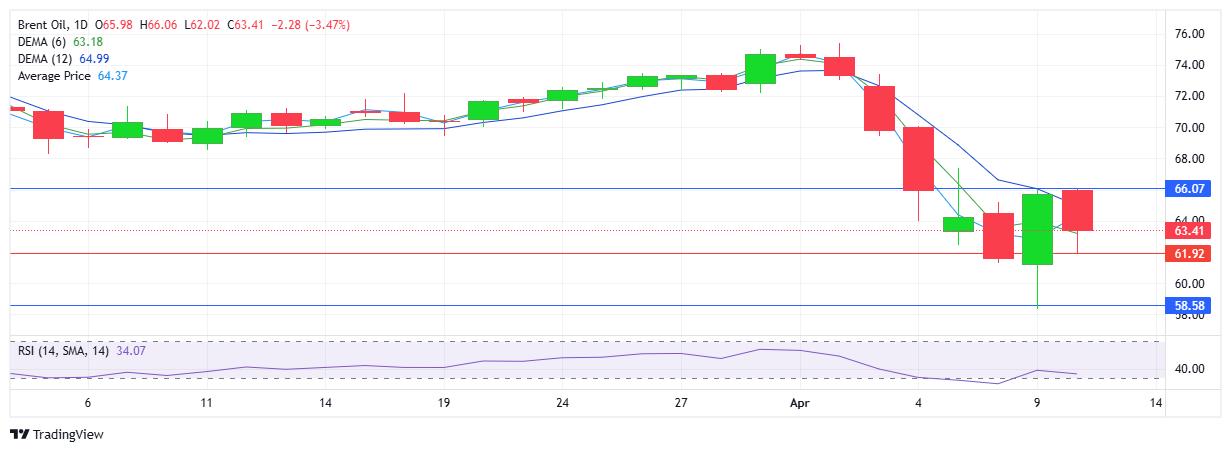 Brent Oil, 1D O65.98 H66.06 L62.02 C63.41 −2.28 (−3.47%)
DEMA (6) 63.18
DEMA (12) 64.99
Average Price 64.37
76.00
74.00
72.00
70.00
68.00
66.07
64.00
63.41
61.92
60.00
58.58
58.00
RSI (14, SMA, 14) 34.07
40.00
6 11 14 19 24 27 Apr 4 9 14
TradingView